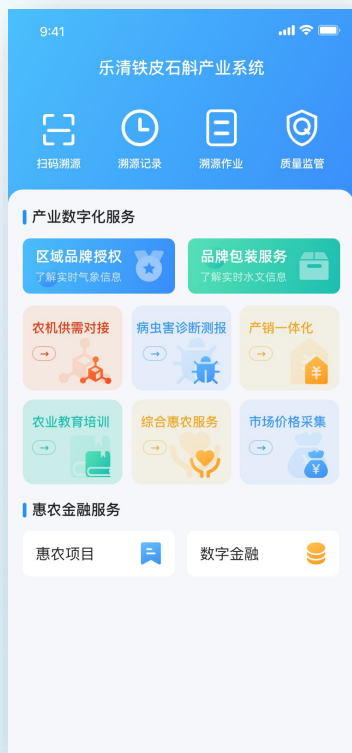 9:41
乐清铁皮石斛产业系统
扫码溯源 溯源记录 溯源作业 质量监管
产业数字化服务
区域品牌授权 品牌包装服务
了解实时气象信息 了解实时水文信息
农机供需对接 病虫害诊断测报 产销一体化
农业教育培训 综合惠农服务 市场价格采集
惠农金融服务
惠农项目 数字金融